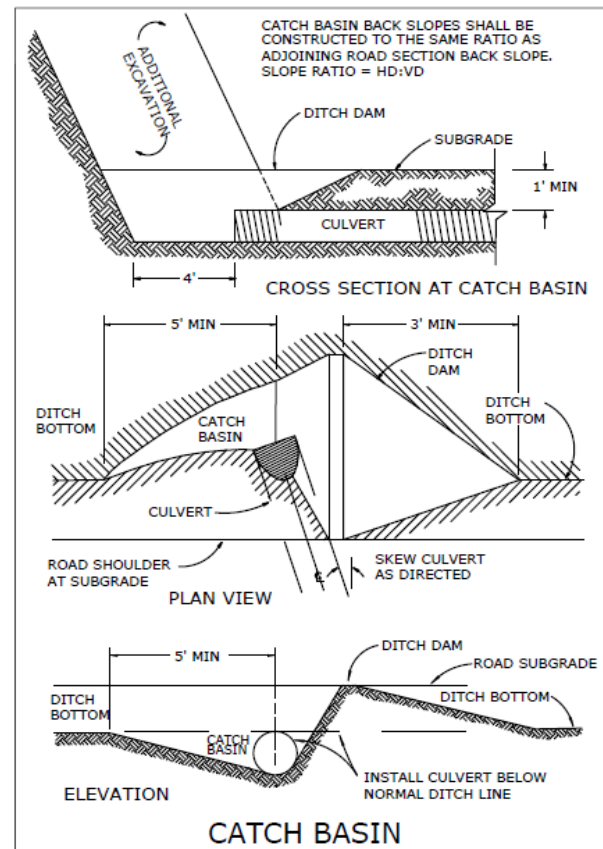 CATCH BASIN BACK SLOPES SHALL BE
CONSTRUCTED TO THE SAME RATIO AS
ADJOINING ROAD SECTION BACK SLOPE.
SLOPE RATIO = HD:VD
ADDITIONAL
EXCAVATION
DITCH DAM
SUBGRADE
1' MIN
CULVERT
4'
CROSS SECTION AT CATCH BASIN
5' MIN
3' MIN
DITCH
DAM
DITCH
BOTTOM
CATCH
BASIN
DITCH
BOTTOM
CULVERT
ROAD SHOULDER
AT SUBGRADE
℄
SKEW CULVERT
AS DIRECTED
PLAN VIEW
5' MIN
DITCH DAM
ROAD SUBGRADE
DITCH
BOTTOM
DITCH BOTTOM
CATCH
BASIN
INSTALL CULVERT BELOW
NORMAL DITCH LINE
ELEVATION
CATCH BASIN